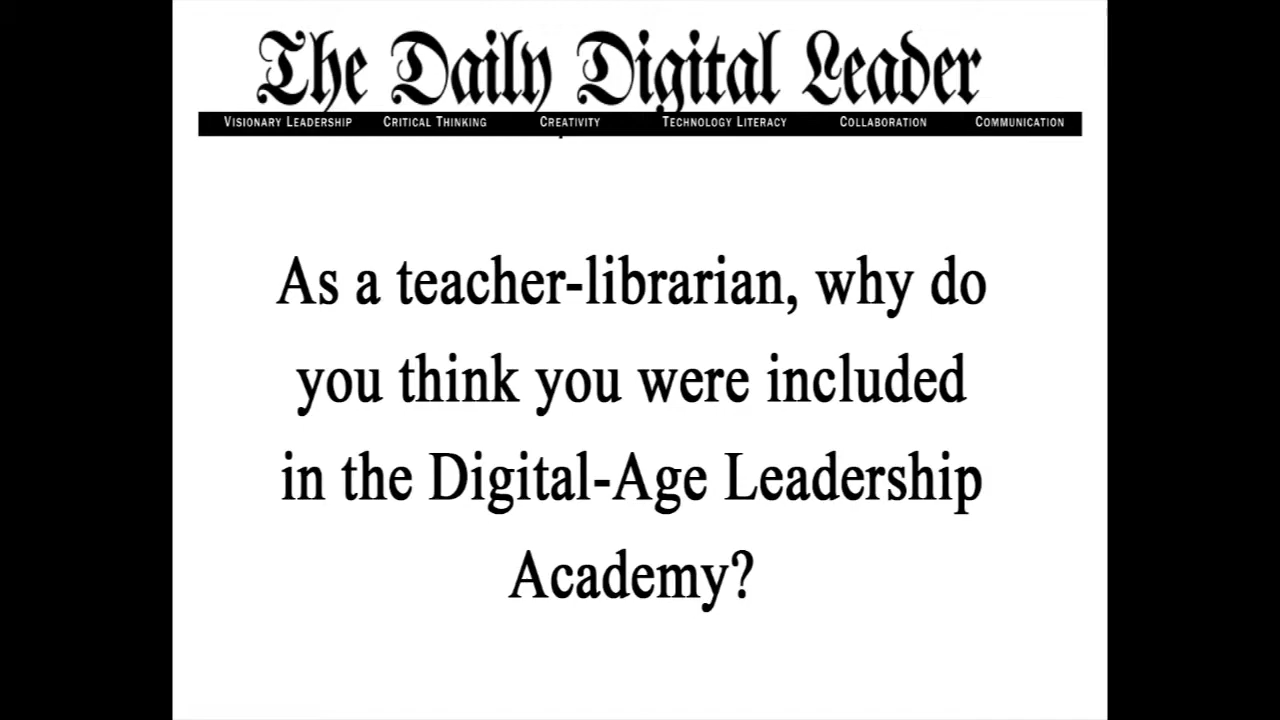 The Daily Digital Leader
VISIONARY LEADERSHIP CRITICAL THINKING CREATIVITY TECHNOLOGY LITERACY COLLABORATION COMMUNICATION
As a teacher-librarian, why do
you think you were included
in the Digital-Age Leadership
Academy?